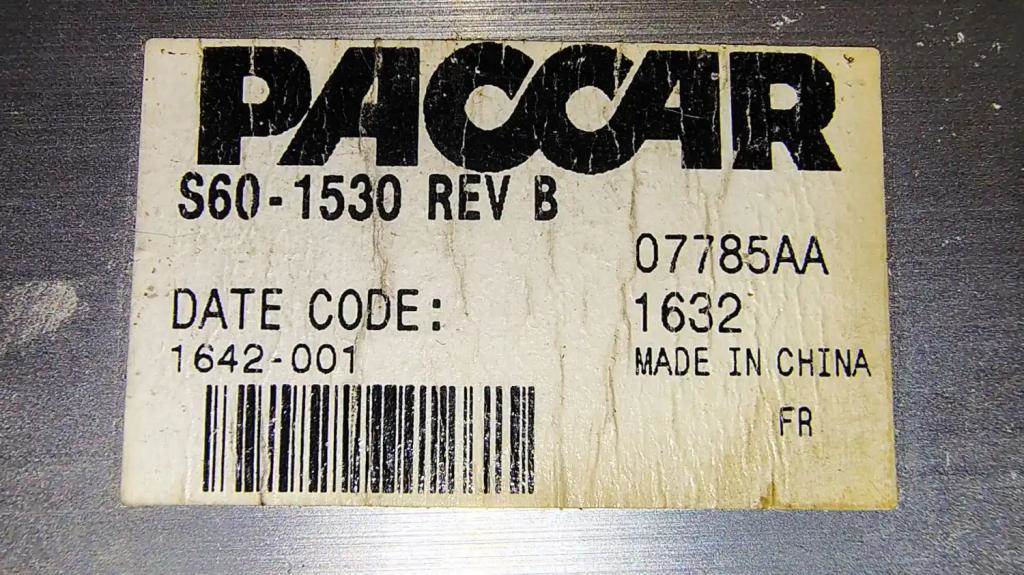 PACCAR
S60-1530 REV B
07785AA
DATE CODE:
1632
1642-001
MADE IN CHINA
FR